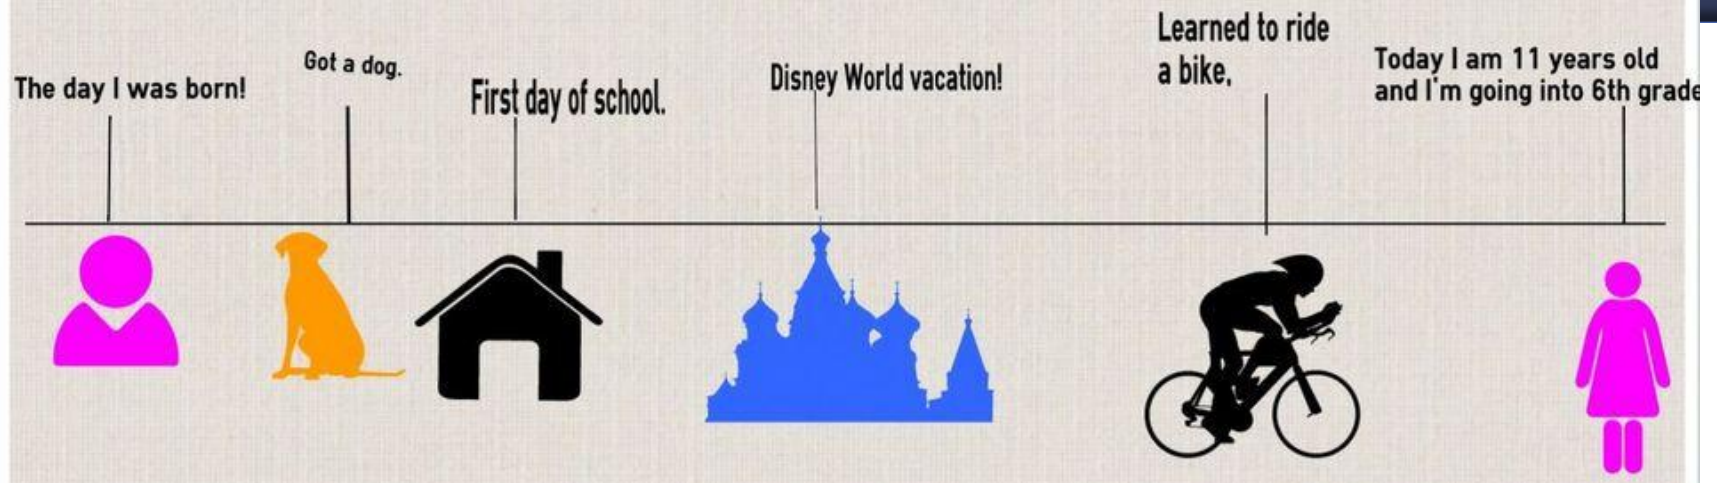 The day I was born!
Got a dog.
First day of school.
Disney World vacation!
Learned to ride
a bike.
Today I am 11 years old
and I'm going into 6th grade